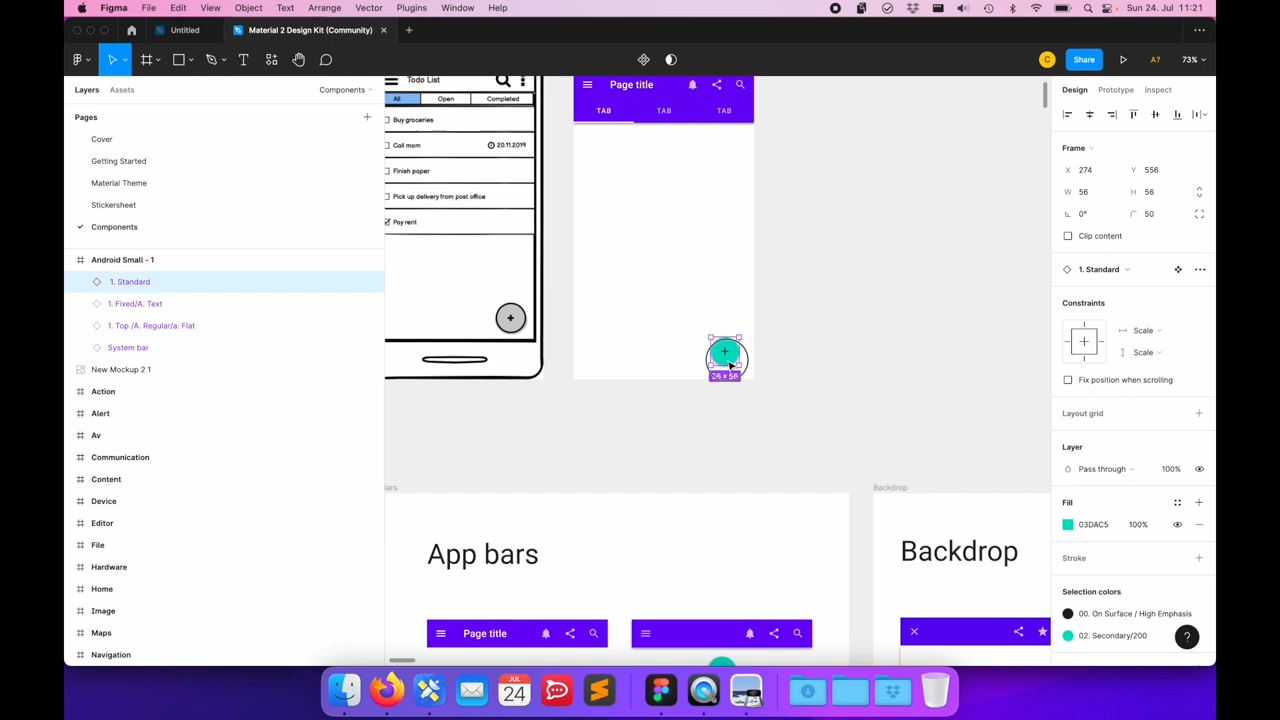 Figma File Edit View Object Text Arrange Vector Plugins Window Help
Sun 24. Jul 11:21
Untitled
Material 2 Design Kit (Community)
C
Share
A?
73%
Layers Assets
Components
Pages
Cover
Getting Started
Material Theme
Stickersheet
Components
Android Small - 1
1. Standard
1. Fixed/A. Text
1. Top /A. Regular/a. Flat
System bar
New Mockup 2 1
Action
Alert
Av
Communication
Content
Device
Editor
File
Hardware
Home
Image
Maps
Navigation
Todo List
All Open Completed
Buy groceries
Call mom 20.11.2019
Finish paper
Pick up delivery from post office
Pay rent
Page title
TAB TAB TAB
56 × 56
Bars
Backdrop
App bars
Backdrop
Page title
Design Prototype Inspect
Frame
X 274 Y 556
W 56 H 56
0° 50
Clip content
1. Standard
Constraints
Scale
Scale
Fix position when scrolling
Layout grid
Layer
Pass through 100%
Fill
03DAC5 100%
Stroke
Selection colors
00. On Surface / High Emphasis
02. Secondary/200
?
JUL
24